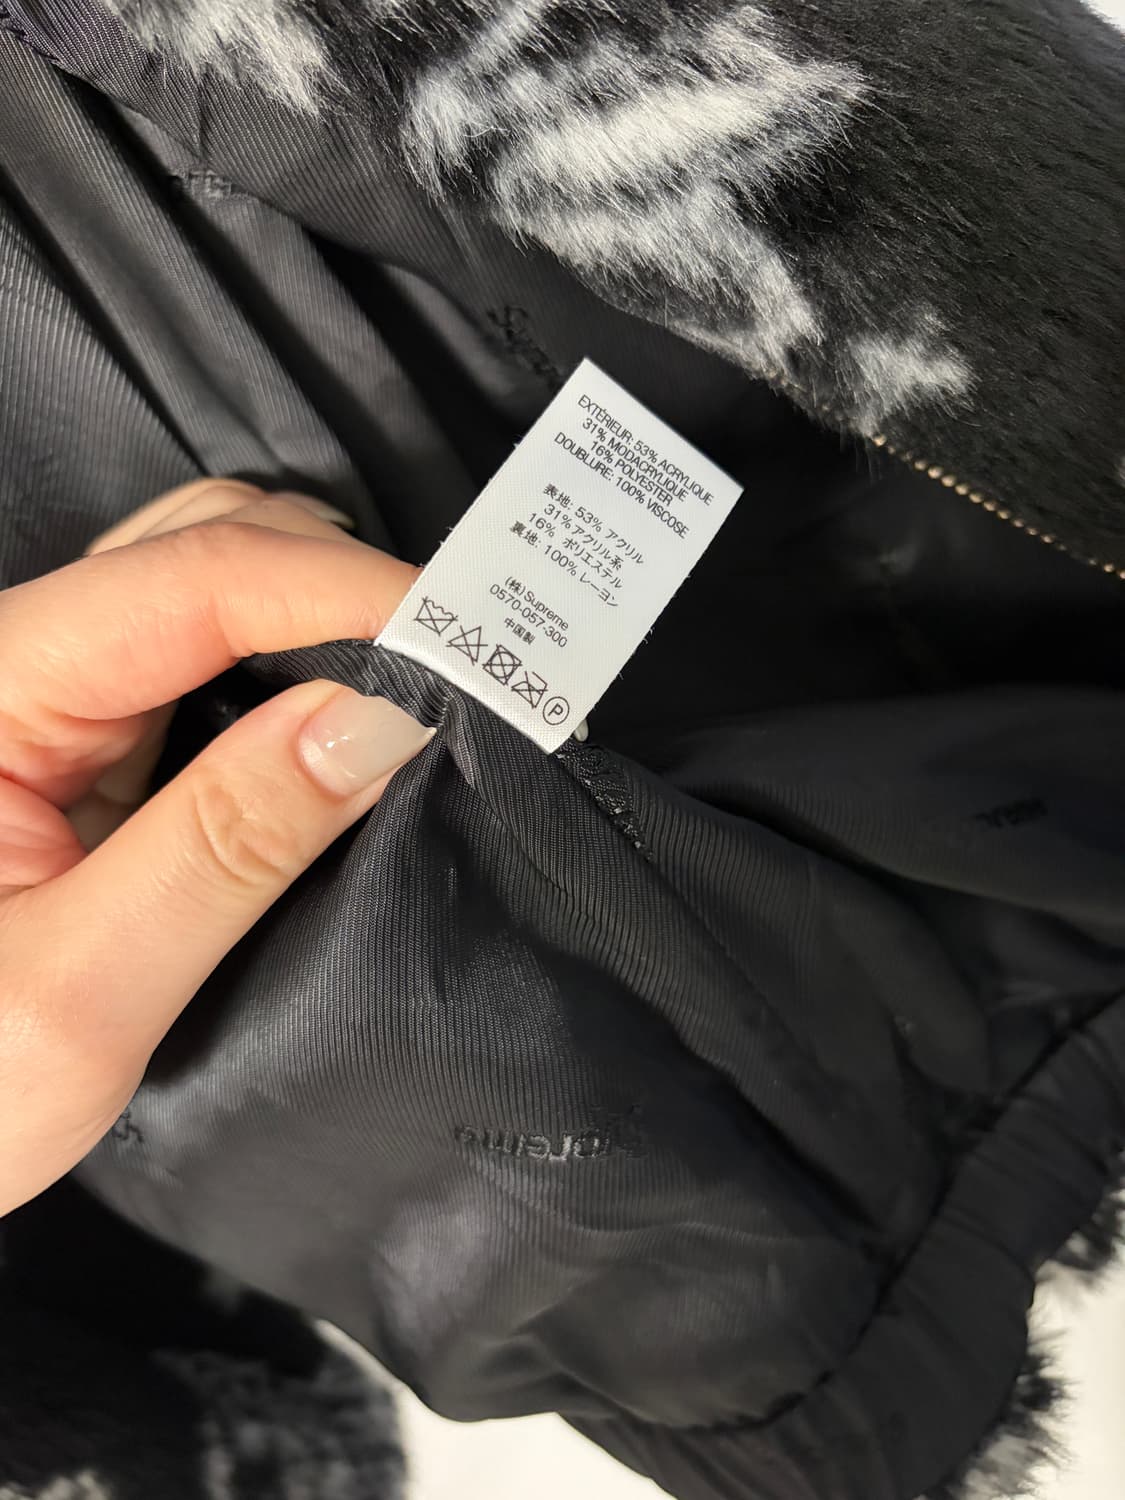 EXTÉRIEUR: 53% ACRYLIQUE
31% MODACRYLIQUE
16% POLYESTER
DOUBLURE: 100% VISCOSE
表地: 53% アクリル
31% アクリル系
16% ポリエステル
裏地: 100% レーヨン
(株)Supreme
0570-057-300
中国製
P